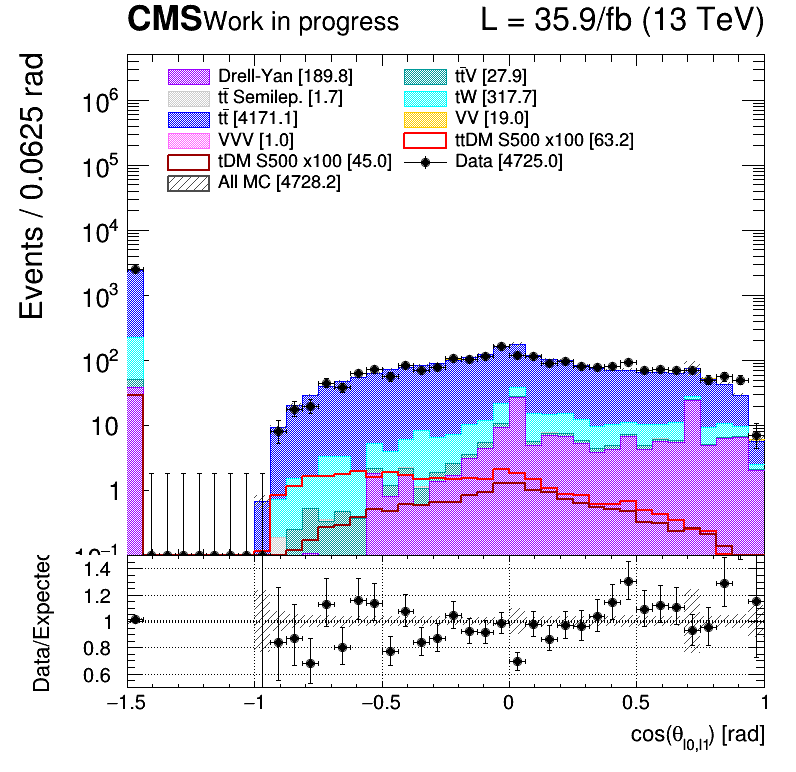 CMS Work in progress L = 35.9/fb (13 TeV)
Events / 0.0625 rad
Drell-Yan [189.8] tt̄V [27.9]
tt̄ Semilep. [1.7] tW [317.7]
tt̄ [4171.1] VV [19.0]
VVV [1.0] ttDM S500 x100 [63.2]
tDM S500 x100 [45.0] Data [4725.0]
All MC [4728.2]
10⁶
10⁵
10⁴
10³
10²
10
1
10⁻¹
Data/Expected
1.4
1.2
1
0.8
0.6
−1.5 −1 −0.5 0 0.5 1
cos(θ_l0,l1) [rad]